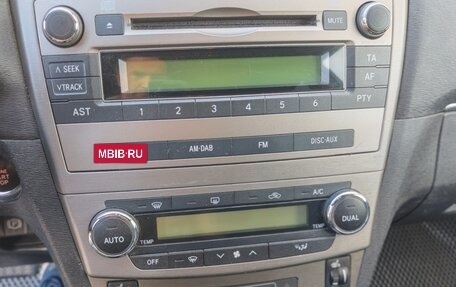 MUTE
∧ SEEK
TA
∨TRACK
AF
AST 1 2 3 4 5 6 PTY
MBIB·RU
AM·DAB FM DISC·AUX
A/C
AUTO
DUAL
TEMP TEMP
OFF